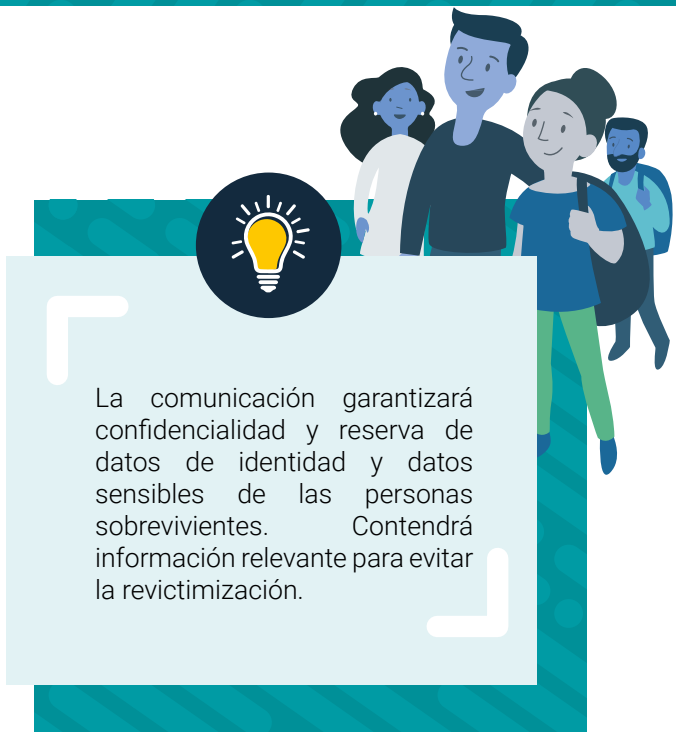 La comunicación garantizará
confidencialidad y reserva de
datos de identidad y datos
sensibles de las personas
sobrevivientes. Contendrá
información relevante para evitar
la revictimización.